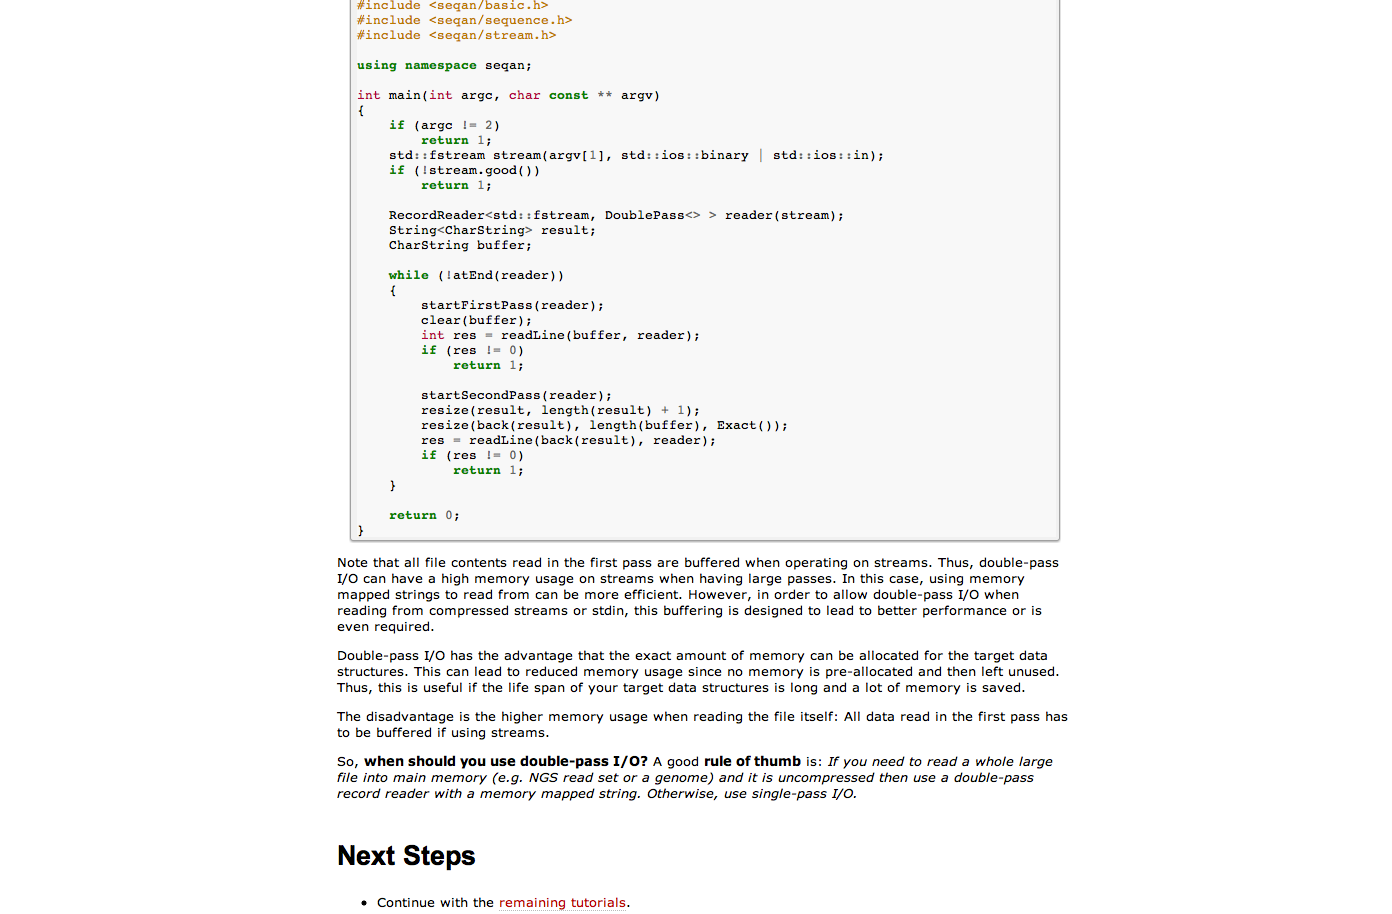 #include <seqan/basic.h>
#include <seqan/sequence.h>
#include <seqan/stream.h>
using namespace seqan;
int main(int argc, char const ** argv)
{
if (argc != 2)
return 1;
std::fstream stream(argv[1], std::ios::binary | std::ios::in);
if (!stream.good())
return 1;
RecordReader<std::fstream, DoublePass<> > reader(stream);
String<CharString> result;
CharString buffer;
while (!atEnd(reader))
{
startFirstPass(reader);
clear(buffer);
int res = readLine(buffer, reader);
if (res != 0)
return 1;
startSecondPass(reader);
resize(result, length(result) + 1);
resize(back(result), length(buffer), Exact());
res = readLine(back(result), reader);
if (res != 0)
return 1;
}
return 0;
}
Note that all file contents read in the first pass are buffered when operating on streams. Thus, double-pass
I/O can have a high memory usage on streams when having large passes. In this case, using memory
mapped strings to read from can be more efficient. However, in order to allow double-pass I/O when
reading from compressed streams or stdin, this buffering is designed to lead to better performance or is
even required.
Double-pass I/O has the advantage that the exact amount of memory can be allocated for the target data
structures. This can lead to reduced memory usage since no memory is pre-allocated and then left unused.
Thus, this is useful if the life span of your target data structures is long and a lot of memory is saved.
The disadvantage is the higher memory usage when reading the file itself: All data read in the first pass has
to be buffered if using streams.
So, when should you use double-pass I/O? A good rule of thumb is: If you need to read a whole large
file into main memory (e.g. NGS read set or a genome) and it is uncompressed then use a double-pass
record reader with a memory mapped string. Otherwise, use single-pass I/O.
Next Steps
• Continue with the remaining tutorials.